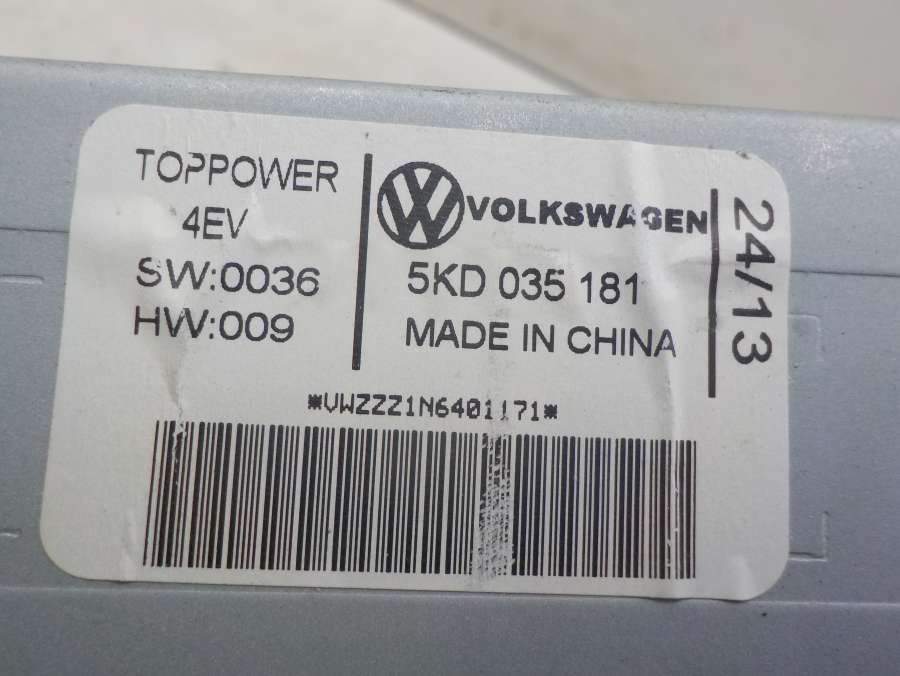 TOPPOWER
4EV
SW:0036
HW:009
VOLKSWAGEN
5KD 035 181
MADE IN CHINA
24/13
*VWZZZ1N6401171*